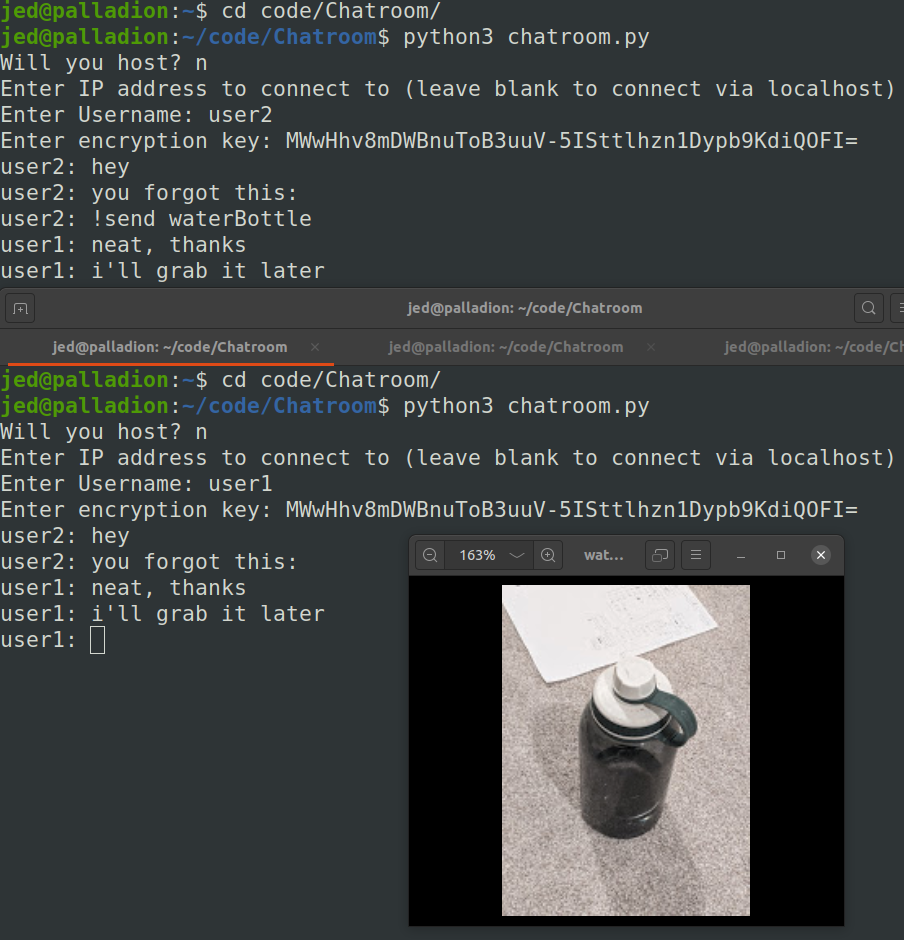 jed@palladion:~$ cd code/Chatroom/
jed@palladion:~/code/Chatroom$ python3 chatroom.py
Will you host? n
Enter IP address to connect to (leave blank to connect via localhost)
Enter Username: user2
Enter encryption key: MWwHhv8mDWBnuToB3uuV-5ISttlhzn1Dypb9KdiQOFI=
user2: hey
user2: you forgot this:
user2: !send waterBottle
user1: neat, thanks
user1: i'll grab it later
jed@palladion: ~/code/Chatroom
jed@palladion: ~/code/Chatroom × jed@palladion: ~/code/Chatroom × jed@palladion: ~/code/Ch
jed@palladion:~$ cd code/Chatroom/
jed@palladion:~/code/Chatroom$ python3 chatroom.py
Will you host? n
Enter IP address to connect to (leave blank to connect via localhost)
Enter Username: user1
Enter encryption key: MWwHhv8mDWBnuToB3uuV-5ISttlhzn1Dypb9KdiQOFI=
user2: hey
user2: you forgot this:
user1: neat, thanks
user1: i'll grab it later
user1:
163% wat...